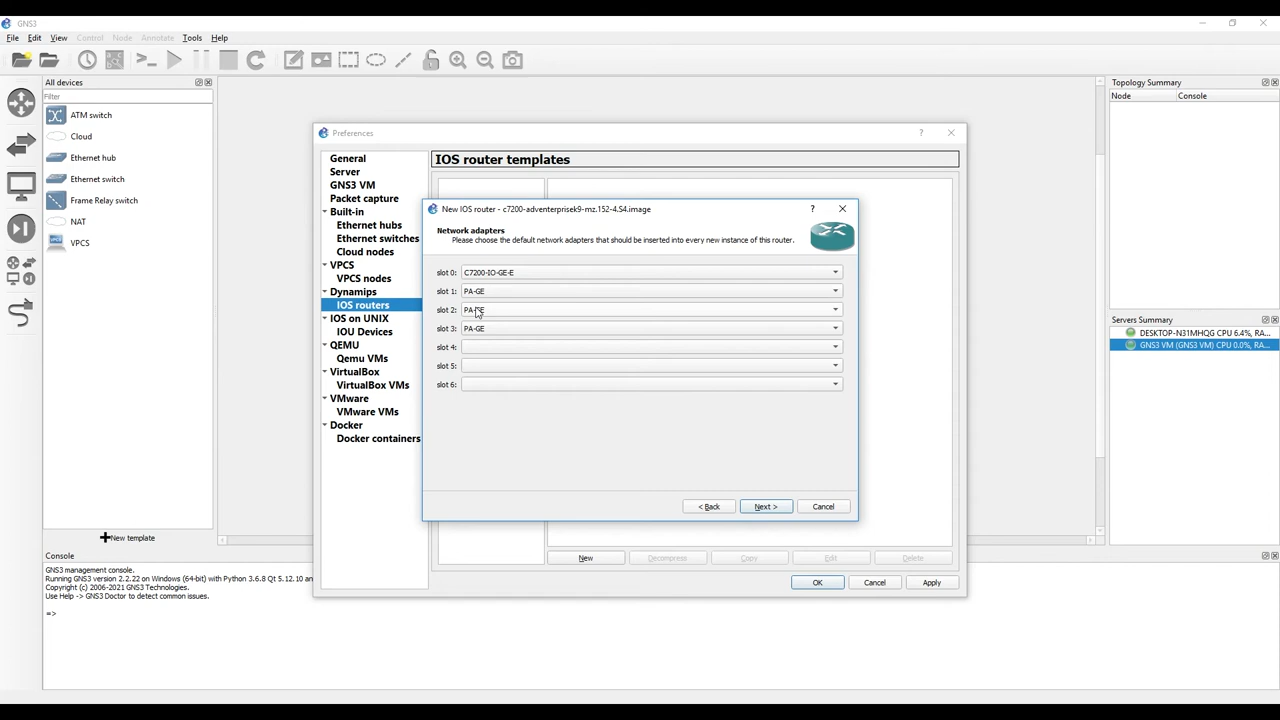 GNS3
File Edit View Control Node Annotate Tools Help
All devices
Filter
ATM switch
Cloud
Ethernet hub
Ethernet switch
Frame Relay switch
NAT
VPCS
New template
Topology Summary
Node Console
Servers Summary
DESKTOP-N31MHQG CPU 6.4%, RA...
GNS3 VM (GNS3 VM) CPU 0.0%, RA...
Preferences
General
Server
GNS3 VM
Packet capture
Built-in
Ethernet hubs
Ethernet switches
Cloud nodes
VPCS
VPCS nodes
Dynamips
IOS routers
IOS on UNIX
IOU Devices
QEMU
Qemu VMs
VirtualBox
VirtualBox VMs
VMware
VMware VMs
Docker
Docker containers
IOS router templates
New IOS router - c7200-adventerprisek9-mz.152-4.S4.image
Network adapters
Please choose the default network adapters that should be inserted into every new instance of this router.
slot 0: C7200-IO-GE-E
slot 1: PA-GE
slot 2: PA-GE
slot 3: PA-GE
slot 4:
slot 5:
slot 6:
< Back Next > Cancel
New Decompress Copy Edit Delete
OK Cancel Apply
Console
GNS3 management console.
Running GNS3 version 2.2.22 on Windows (64-bit) with Python 3.6.8 Qt 5.12.10 an
Copyright (c) 2006-2021 GNS3 Technologies.
Use Help -> GNS3 Doctor to detect common issues.
=>